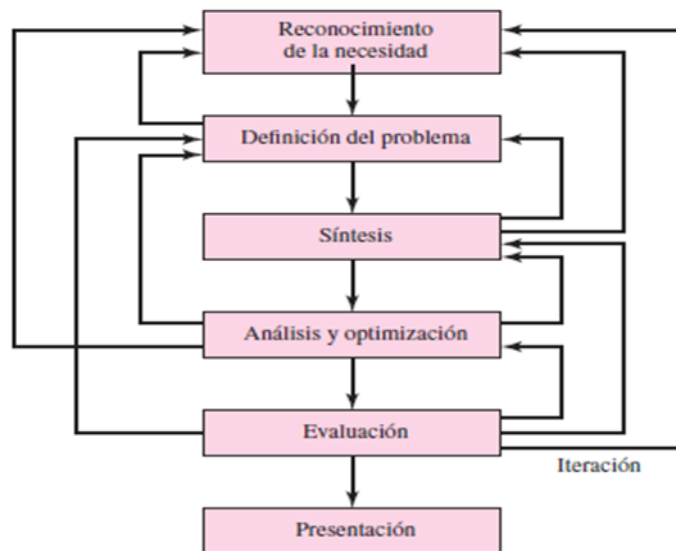 Reconocimiento
de la necesidad
Definición del problema
Síntesis
Análisis y optimización
Evaluación
Iteración
Presentación